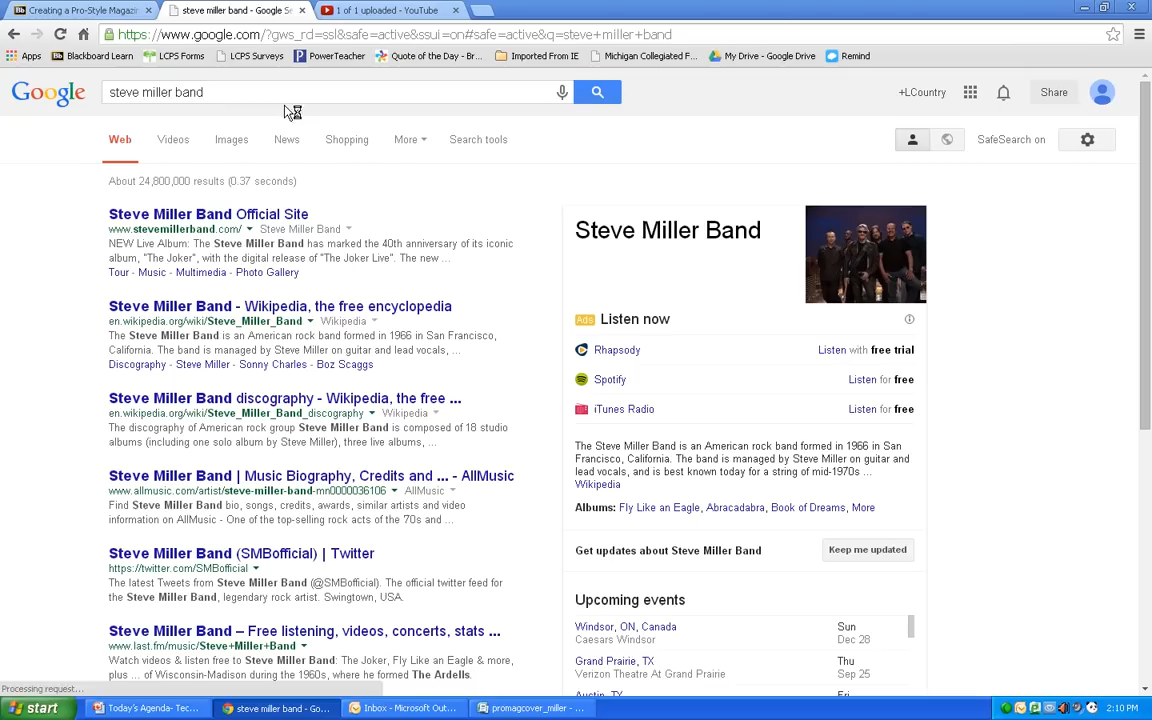 Creating a Pro-Style Magazin
steve miller band - Google Se
1 of 1 uploaded - YouTube
https://www.google.com/?gws_rd=ssl&safe=active&ssui=on#safe=active&q=steve+miller+band
Apps
Blackboard Learn
LCPS Forms
LCPS Surveys
PowerTeacher
Quote of the Day - Br...
Imported From IE
Michigan Collegiatef F...
My Drive - Google Drive
Remind
Google
steve miller band
+LCountry
Share
Web
Videos
Images
News
Shopping
More
Search tools
SafeSearch on
About 24,800,000 results (0.37 seconds)
Steve Miller Band Official Site
www.stevemillerband.com/ Steve Miller Band
NEW Live Album: The Steve Miller Band has marked the 40th anniversary of its iconic
album, "The Joker", with the digital release of "The Joker Live". The new ...
Tour - Music - Multimedia - Photo Gallery
Steve Miller Band - Wikipedia, the free encyclopedia
en.wikipedia.org/wiki/Steve_Miller_Band Wikipedia
The Steve Miller Band is an American rock band formed in 1966 in San Francisco,
California. The band is managed by Steve Miller on guitar and lead vocals, ...
Discography - Steve Miller - Sonny Charles - Boz Scaggs
Steve Miller Band discography - Wikipedia, the free ...
en.wikipedia.org/wiki/Steve_Miller_Band_discography Wikipedia
The discography of American rock group Steve Miller Band is composed of 18 studio
albums (including one solo album by Steve Miller), three live albums, ...
Steve Miller Band | Music Biography, Credits and ... - AllMusic
www.allmusic.com/artist/steve-miller-band-mn0000036106 AllMusic
Find Steve Miller Band bio, songs, credits, awards, similar artists and video
information on AllMusic - One of the top-selling rock acts of the 70s and ...
Steve Miller Band (SMBofficial) | Twitter
https://twitter.com/SMBofficial
The latest Tweets from Steve Miller Band (@SMBofficial). The official twitter feed for
the Steve Miller Band, legendary rock artist. Swingtown, USA.
Steve Miller Band – Free listening, videos, concerts, stats ...
www.last.fm/music/Steve+Miller+Band
Watch videos & listen free to Steve Miller Band: The Joker, Fly Like an Eagle & more,
plus ... of Wisconsin-Madison during the 1960s, where he formed The Ardells.
Steve Miller Band
Ads Listen now
Rhapsody Listen with free trial
Spotify Listen for free
iTunes Radio Listen for free
The Steve Miller Band is an American rock band formed in 1966 in San
Francisco, California. The band is managed by Steve Miller on guitar and
lead vocals, and is best known today for a string of mid-1970s ...
Wikipedia
Albums: Fly Like an Eagle, Abracadabra, Book of Dreams, More
Get updates about Steve Miller Band
Keep me updated
Upcoming events
Windsor, ON, Canada Sun
Caesars Windsor Dec 28
Grand Prairie, TX Thu
Verizon Theatre At Grand Prairie Sep 25
Austin, TX Fri
Processing request...
start
Today's Agenda- Tec...
steve miller band - Go...
Inbox - Microsoft Out...
promagcover_miller - ...
2:10 PM